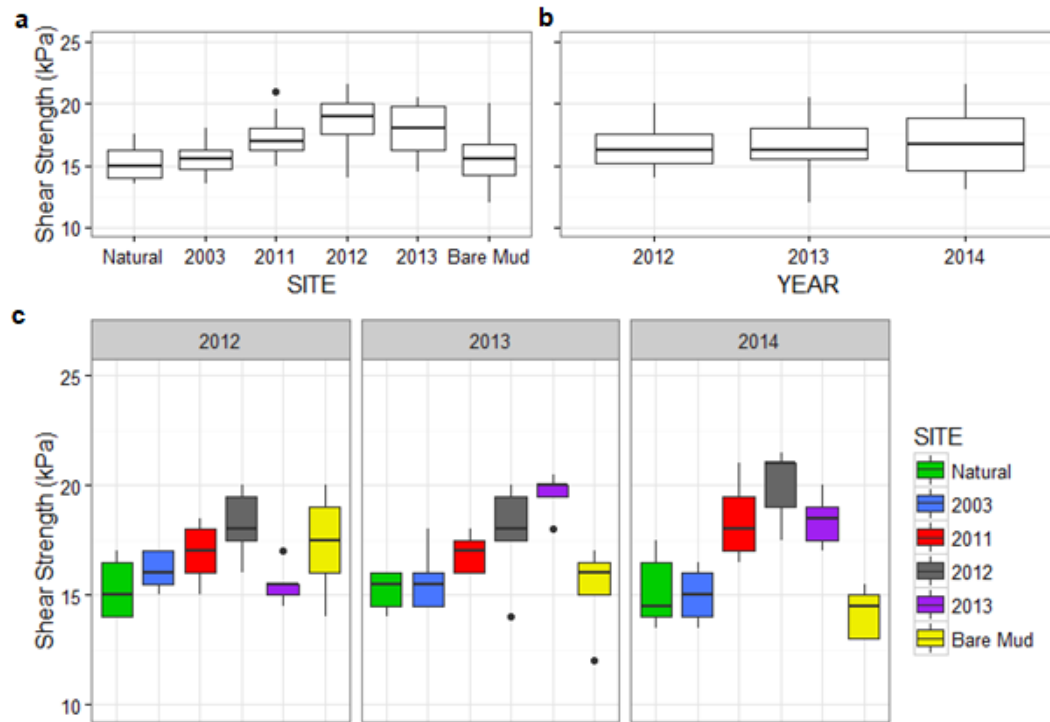 a
b
Shear Strength (kPa)
25
20
15
10
Natural 2003 2011 2012 2013 Bare Mud
SITE
2012 2013 2014
YEAR
c
2012 2013 2014
Shear Strength (kPa)
25
20
15
10
SITE
Natural
2003
2011
2012
2013
Bare Mud